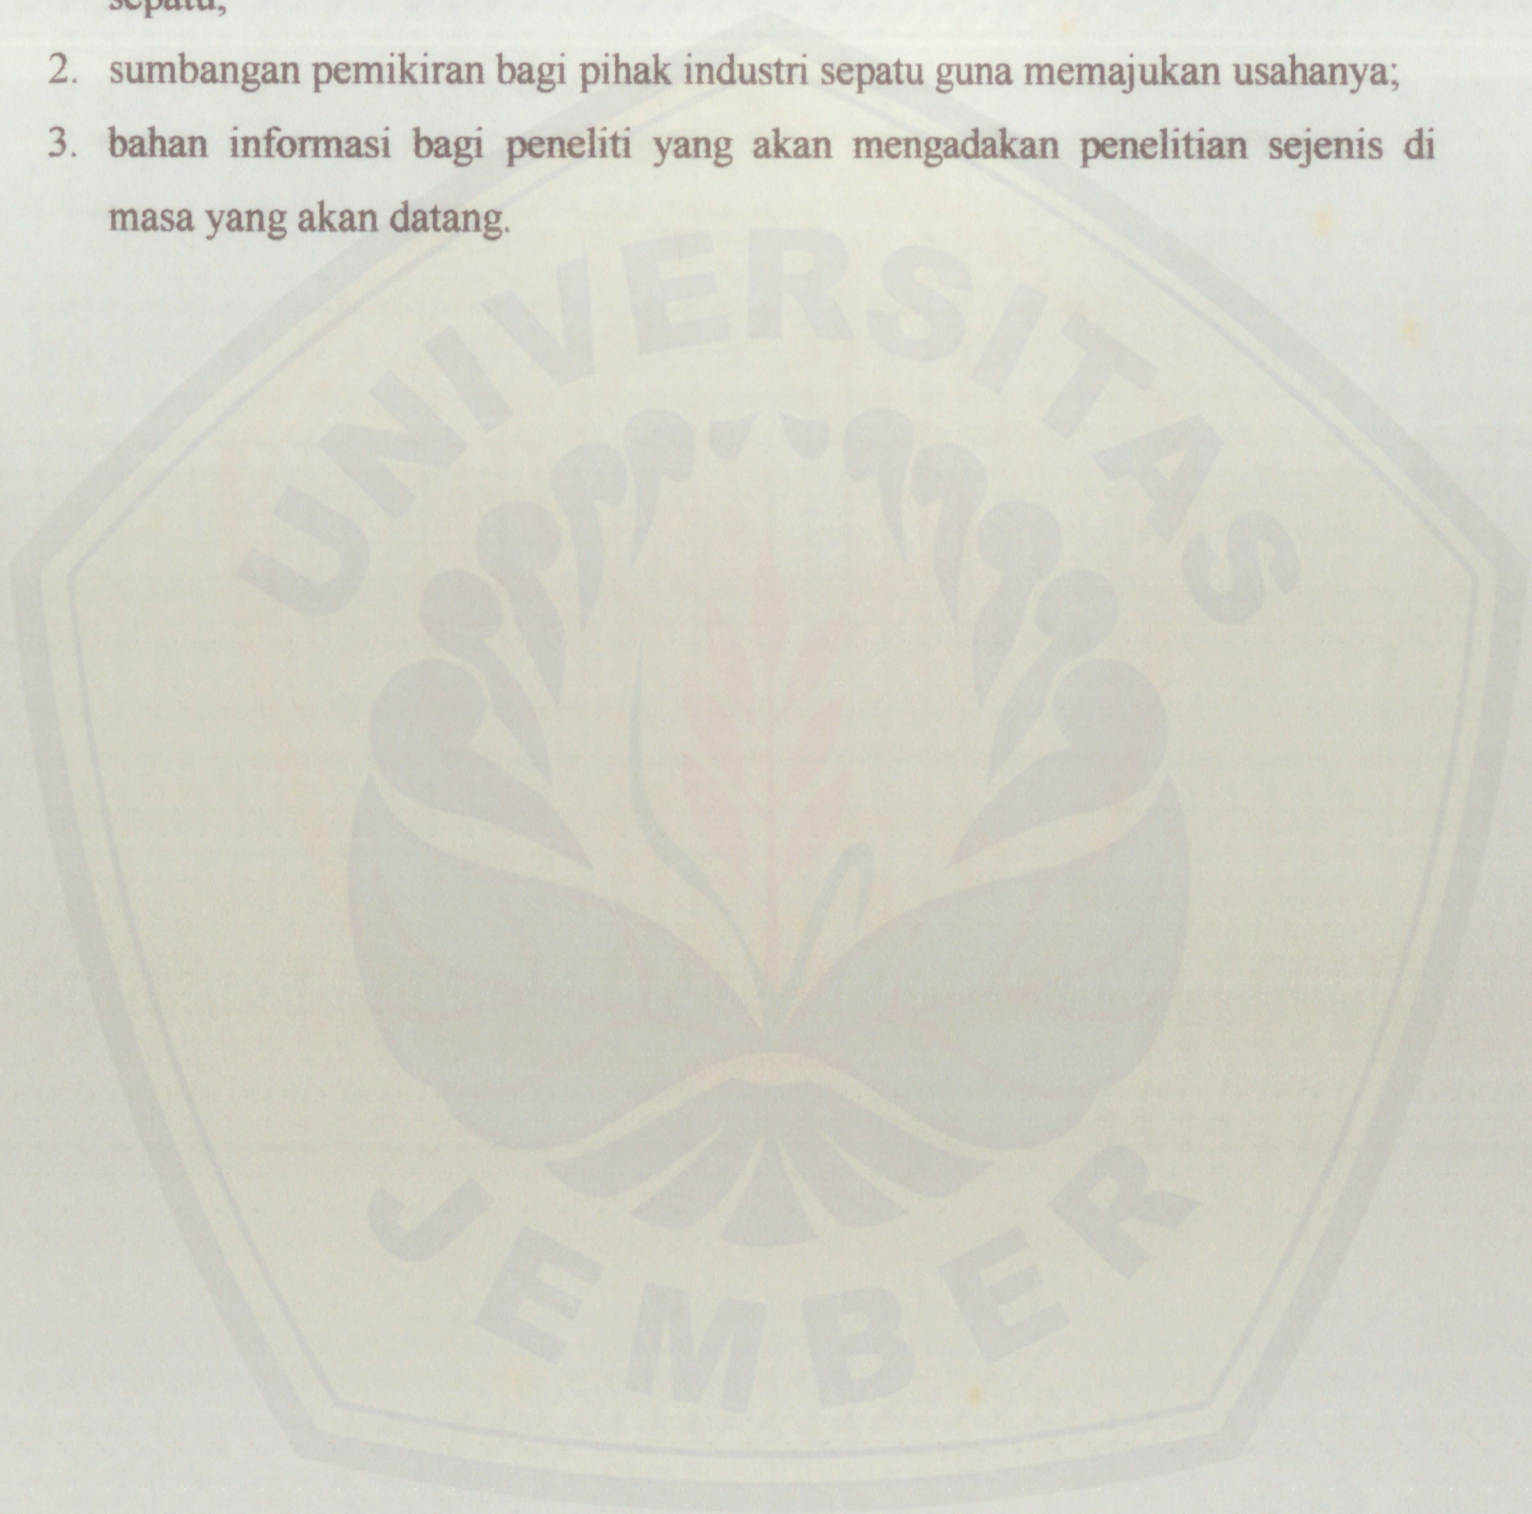 sepatu;
2. sumbangan pemikiran bagi pihak industri sepatu guna memajukan usahanya;
3. bahan informasi bagi peneliti yang akan mengadakan penelitian sejenis di
masa yang akan datang.
UNIVERSITAS
JEMBER